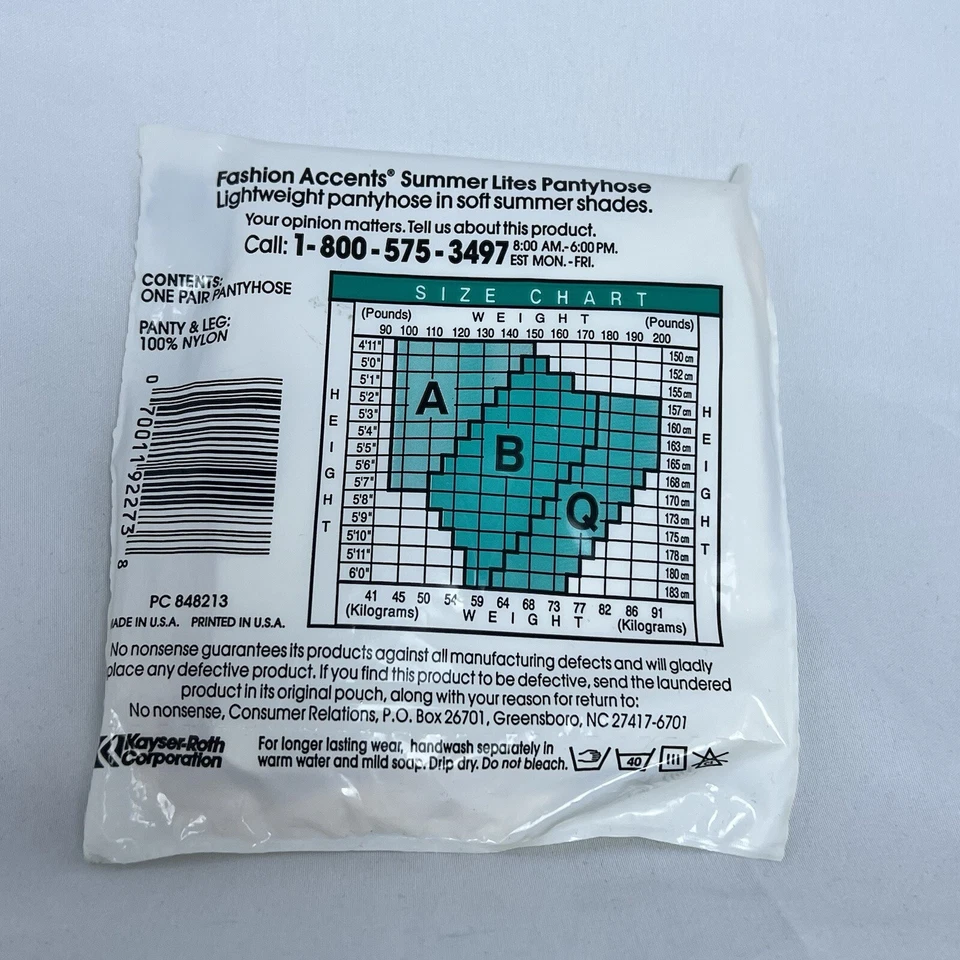 Fashion Accents® Summer Lites Pantyhose
Lightweight pantyhose in soft summer shades.
Your opinion matters. Tell us about this product.
Call: 1-800-575-3497 8:00 AM.-6:00 PM.
EST MON.-FRI.
CONTENTS:
ONE PAIR PANTYHOSE
PANTY & LEG:
100% NYLON
0 70011 92273 8
PC 848213
MADE IN U.S.A. PRINTED IN U.S.A.
SIZE CHART
WEIGHT
(Pounds) (Pounds)
90 100 110 120 130 140 150 160 170 180 190 200
HEIGHT
4'11" 150 cm
5'0" 152 cm
5'1" 155 cm
5'2" 157 cm
5'3" 160 cm
5'4" 163 cm
5'5" 165 cm
5'6" 168 cm
5'7" 170 cm
5'8" 173 cm
5'9" 175 cm
5'10" 178 cm
5'11" 180 cm
6'0" 183 cm
HEIGHT
A
B
Q
41 45 50 54 59 64 68 73 77 82 86 91
(Kilograms) WEIGHT (Kilograms)
No nonsense guarantees its products against all manufacturing defects and will gladly
place any defective product. If you find this product to be defective, send the laundered
product in its original pouch, along with your reason for return to:
No nonsense, Consumer Relations, P.O. Box 26701, Greensboro, NC 27417-6701
Kayser-Roth
Corporation
For longer lasting wear, handwash separately in
warm water and mild soap. Drip dry. Do not bleach.
40